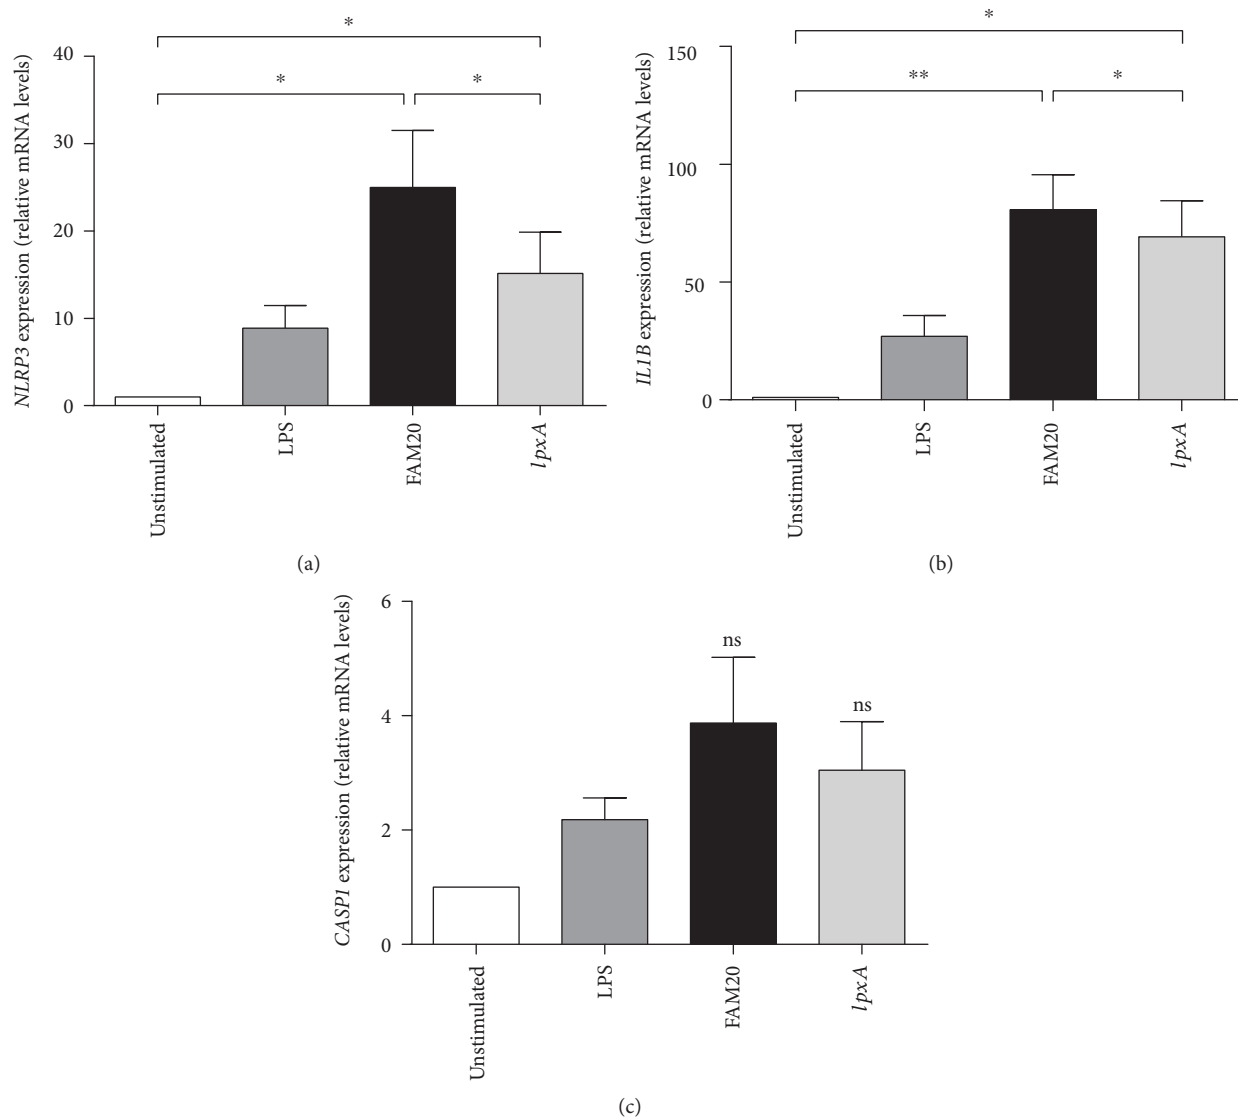 *
*
*
NLRP3 expression (relative mRNA levels)
40
30
20
10
0
Unstimulated
LPS
FAM20
lpxA
(a)
*
**
*
IL1B expression (relative mRNA levels)
150
100
50
0
Unstimulated
LPS
FAM20
lpxA
(b)
CASP1 expression (relative mRNA levels)
6
4
2
0
ns
ns
Unstimulated
LPS
FAM20
lpxA
(c)